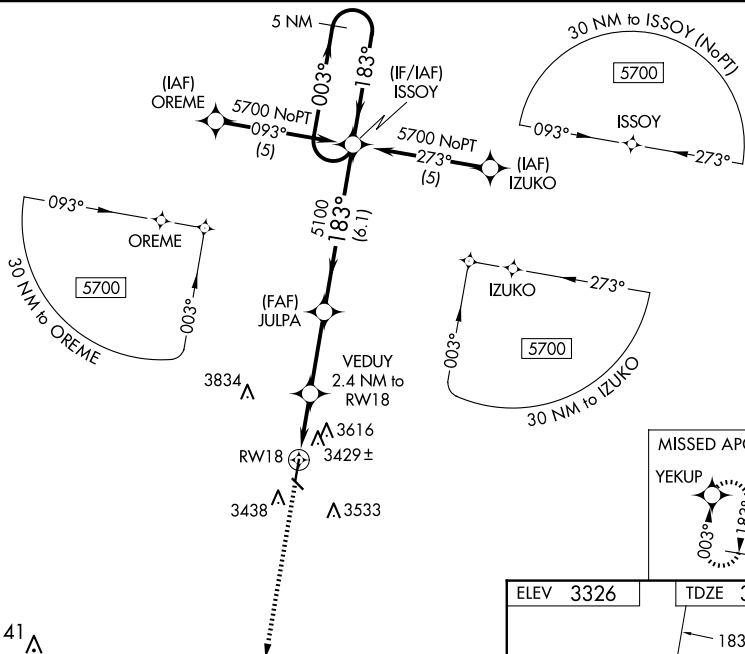 5 NM
003°
183°
(IF/IAF)
ISSOY
(IAF)
OREME
5700 NoPT
093°
(5)
5700 NoPT
273°
(5)
(IAF)
IZUKO
30 NM to ISSOY (NoPT)
5700
ISSOY
093°
273°
093°
OREME
5700
003°
30 NM to OREME
5100
183°
(6.1)
IZUKO
273°
003°
5700
30 NM to IZUKO
(FAF)
JULPA
VEDUY
2.4 NM to
RW18
3834
3616
3429±
RW18
3438
3533
MISSED
YEKUP
003°
183°
ELEV 3326
TDZE
183
41